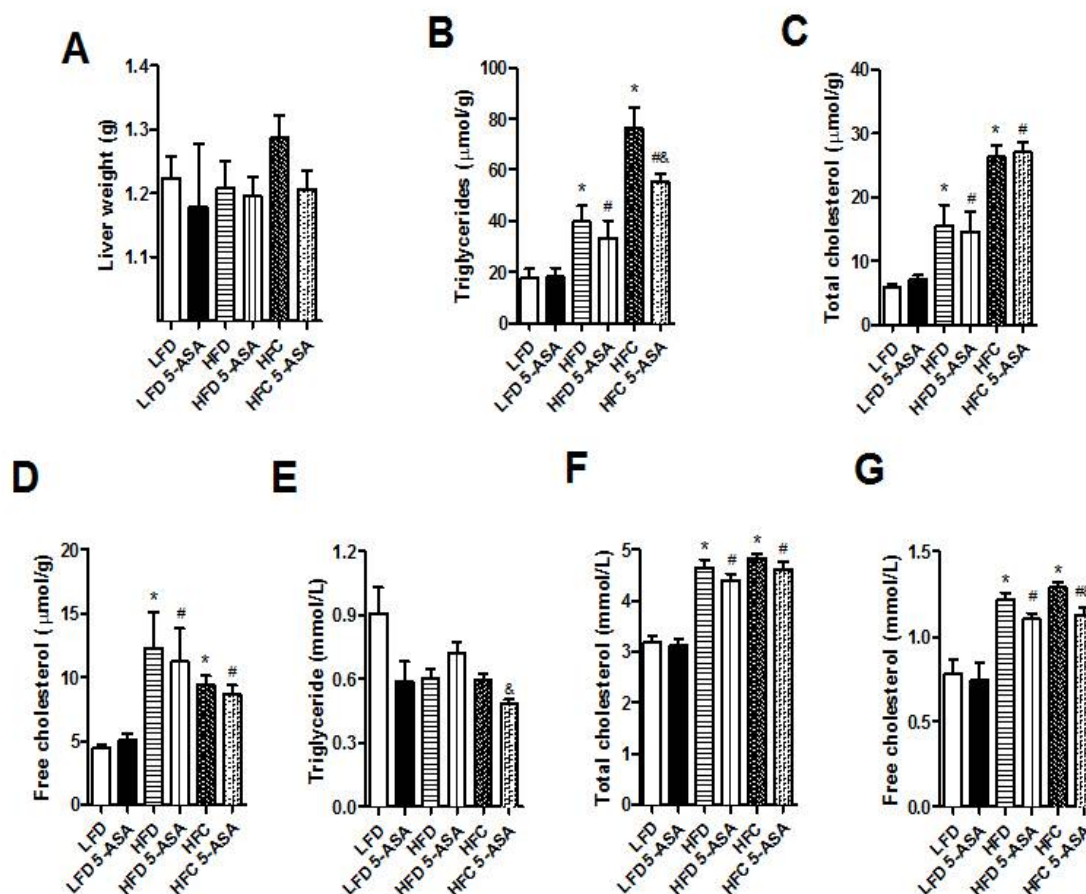 A
Liver weight (g)
1.4
1.3
1.2
1.1
LFD
LFD 5-ASA
HFD
HFD 5-ASA
HFC
HFC 5-ASA
B
Triglycerides (μmol/g)
100
80
60
40
20
0
*
#
*
#&
LFD
LFD 5-ASA
HFD
HFD 5-ASA
HFC
HFC 5-ASA
C
Total cholesterol (μmol/g)
40
30
20
10
0
*
#
*
#
LFD
LFD 5-ASA
HFD
HFD 5-ASA
HFC
HFC 5-ASA
D
Free cholesterol (μmol/g)
20
15
10
5
0
*
#
*
#
LFD
LFD 5-ASA
HFD
HFD 5-ASA
HFC
HFC 5-ASA
E
Triglyceride (mmol/L)
1.2
0.9
0.6
0.3
0.0
&
LFD
LFD 5-ASA
HFD
HFD 5-ASA
HFC
HFC 5-ASA
F
Total cholesterol (mmol/L)
5
4
3
2
1
0
*
#
*
#
LFD
LFD 5-ASA
HFD
HFD 5-ASA
HFC
HFC 5-ASA
G
Free cholesterol (mmol/L)
1.5
1.0
0.5
0.0
*
#
*
#
LFD
LFD 5-ASA
HFD
HFD 5-ASA
HFC
HFC 5-ASA